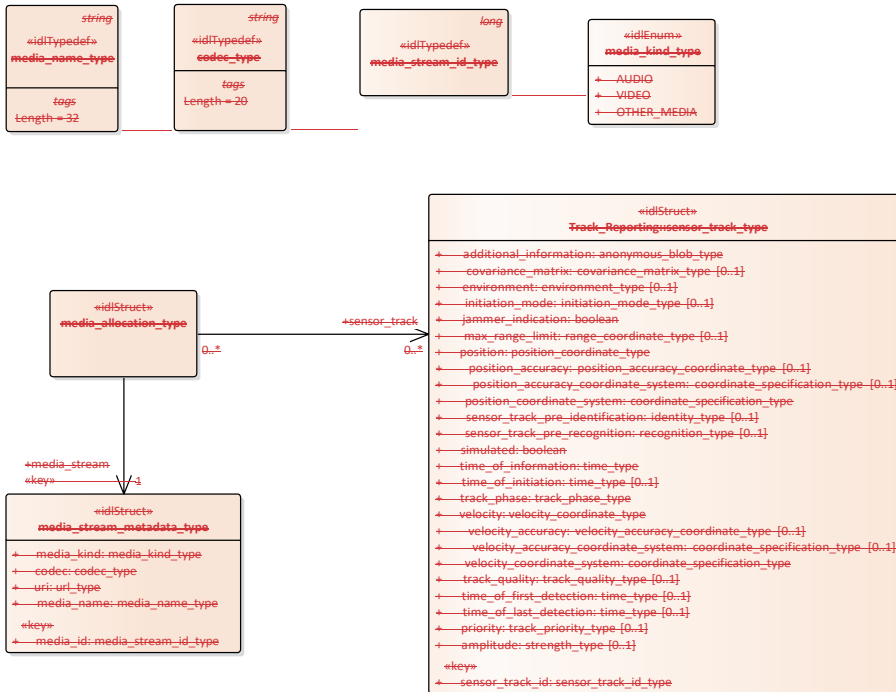 string
«idlTypedef»
media_name_type
tags
Length = 32
string
«idlTypedef»
codec_type
tags
Length = 20
long
«idlTypedef»
media_stream_id_type
«idlEnum»
media_kind_type
+ AUDIO
+ VIDEO
+ OTHER_MEDIA
«idlStruct»
media_allocation_type
+sensor_track
0..*
0..*
+media_stream
«key»
1
«idlStruct»
media_stream_metadata_type
+ media_kind: media_kind_type
+ codec: codec_type
+ uri: url_type
+ media_name: media_name_type
«key»
+ media_id: media_stream_id_type
«idlStruct»
Track_Reporting::sensor_track_type
+ additional_information: anonymous_blob_type
+ covariance_matrix: covariance_matrix_type [0..1]
+ environment: environment_type [0..1]
+ initiation_mode: initiation_mode_type [0..1]
+ jammer_indication: boolean
+ max_range_limit: range_coordinate_type [0..1]
+ position: position_coordinate_type
+ position_accuracy: position_accuracy_coordinate_type [0..1]
+ position_accuracy_coordinate_system: coordinate_specification_type [0..1]
+ position_coordinate_system: coordinate_specification_type
+ sensor_track_pre_identification: identity_type [0..1]
+ sensor_track_pre_recognition: recognition_type [0..1]
+ simulated: boolean
+ time_of_information: time_type
+ time_of_initiation: time_type [0..1]
+ track_phase: track_phase_type
+ velocity: velocity_coordinate_type
+ velocity_accuracy: velocity_accuracy_coordinate_type [0..1]
+ velocity_accuracy_coordinate_system: coordinate_specification_type [0..1]
+ velocity_coordinate_system: coordinate_specification_type
+ track_quality: track_quality_type [0..1]
+ time_of_first_detection: time_type [0..1]
+ time_of_last_detection: time_type [0..1]
+ priority: track_priority_type [0..1]
+ amplitude: strength_type [0..1]
«key»
+ sensor_track_id: sensor_track_id_type